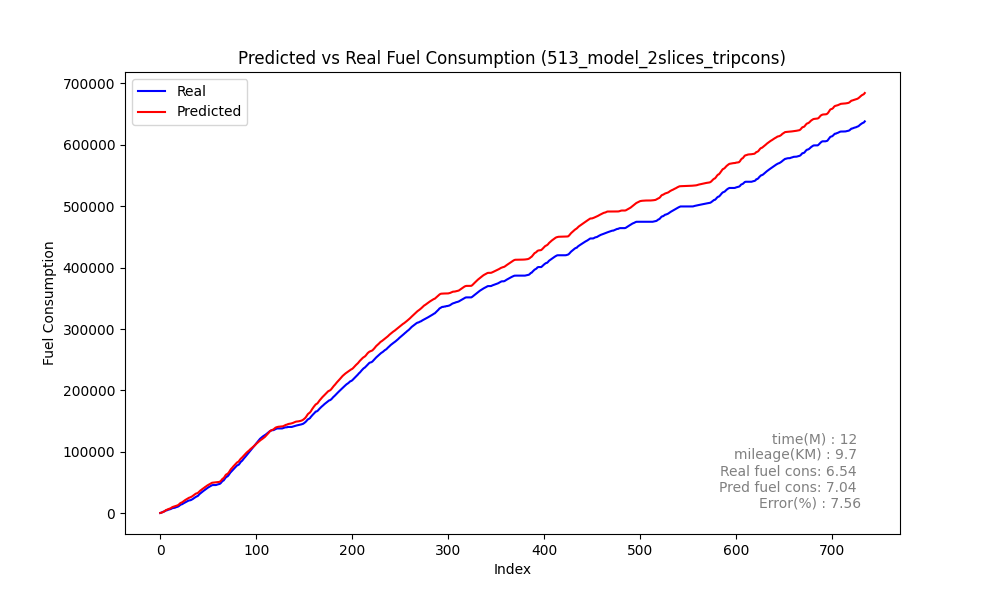 Predicted vs Real Fuel Consumption (513_model_2slices_tripcons)
Real
Predicted
700000
600000
500000
400000
300000
200000
100000
0
Fuel Consumption
time(M) : 12
mileage(KM) : 9.7
Real fuel cons: 6.54
Pred fuel cons: 7.04
Error(%) : 7.56
0 100 200 300 400 500 600 700
Index